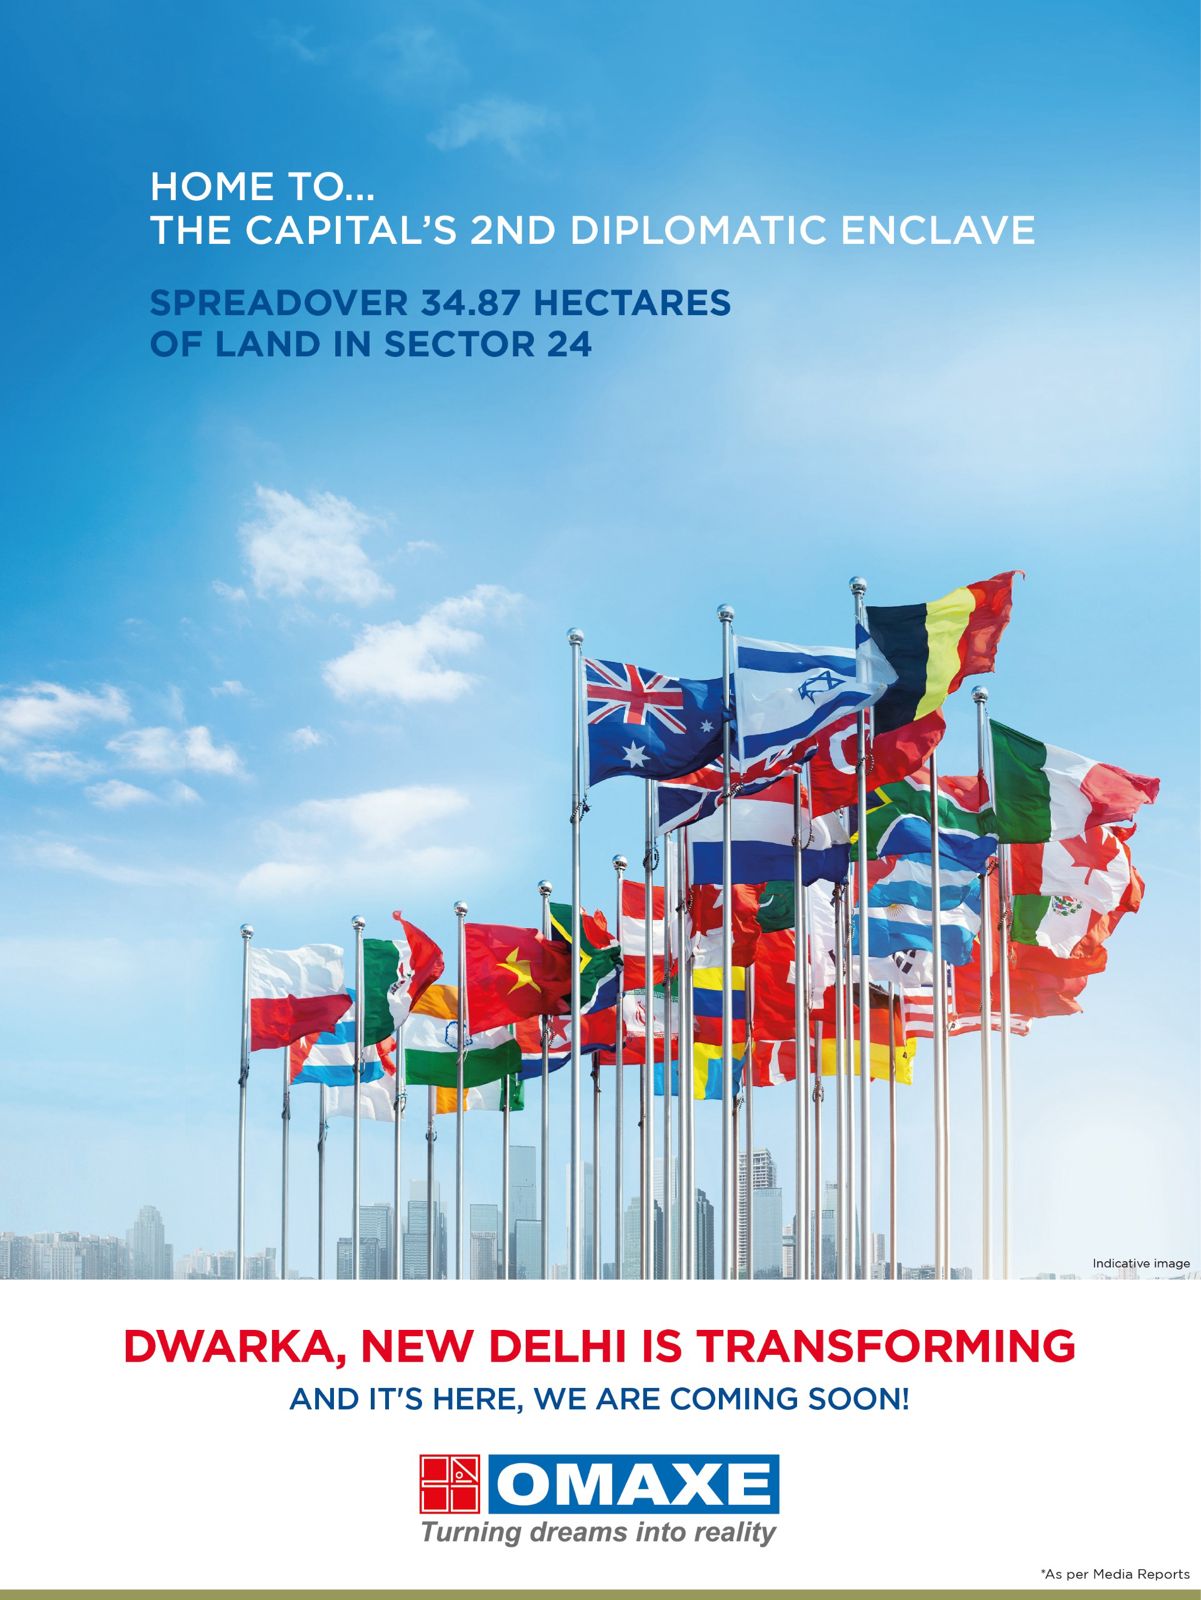 HOME TO...
THE CAPITAL'S 2ND DIPLOMATIC ENCLAVE
SPREADOVER 34.87 HECTARES
OF LAND IN SECTOR 24
Indicative image
DWARKA, NEW DELHI IS TRANSFORMING
AND IT'S HERE, WE ARE COMING SOON!
OMAXE
Turning dreams into reality
*As per Media Reports